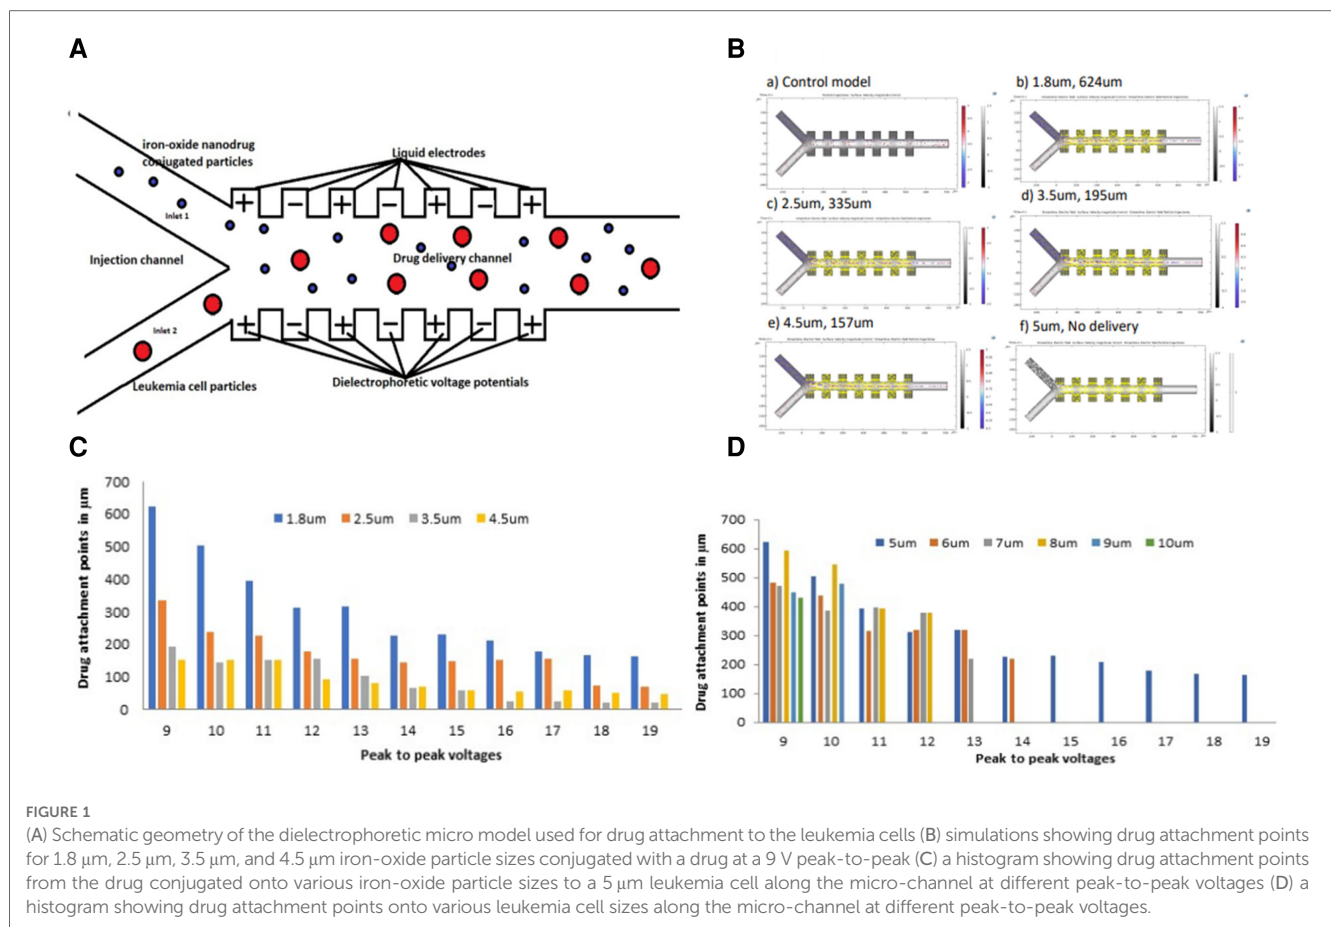 A
iron-oxide nanodrug
conjugated particles
Liquid electrodes
+ − + − + − +
Inlet 1
Injection channel
Drug delivery channel
Inlet 2
+ − + − + − +
Leukemia cell particles
Dielectrophoretic voltage potentials
B
a) Control model
b) 1.8um, 624um
c) 2.5um, 335um
d) 3.5um, 195um
e) 4.5um, 157um
f) 5um, No delivery
C
Drug attachment points in µm
700
600
500
400
300
200
100
0
1.8um 2.5um 3.5um 4.5um
9 10 11 12 13 14 15 16 17 18 19
Peak to peak voltages
D
Drug attachment points in µm
700
600
500
400
300
200
100
0
5um 6um 7um 8um 9um 10um
9 10 11 12 13 14 15 16 17 18 19
Peak to peak voltages
FIGURE 1
(A) Schematic geometry of the dielectrophoretic micro model used for drug attachment to the leukemia cells (B) simulations showing drug attachment points
for 1.8 µm, 2.5 µm, 3.5 µm, and 4.5 µm iron-oxide particle sizes conjugated with a drug at a 9 V peak-to-peak (C) a histogram showing drug attachment points
from the drug conjugated onto various iron-oxide particle sizes to a 5 µm leukemia cell along the micro-channel at different peak-to-peak voltages (D) a
histogram showing drug attachment points onto various leukemia cell sizes along the micro-channel at different peak-to-peak voltages.